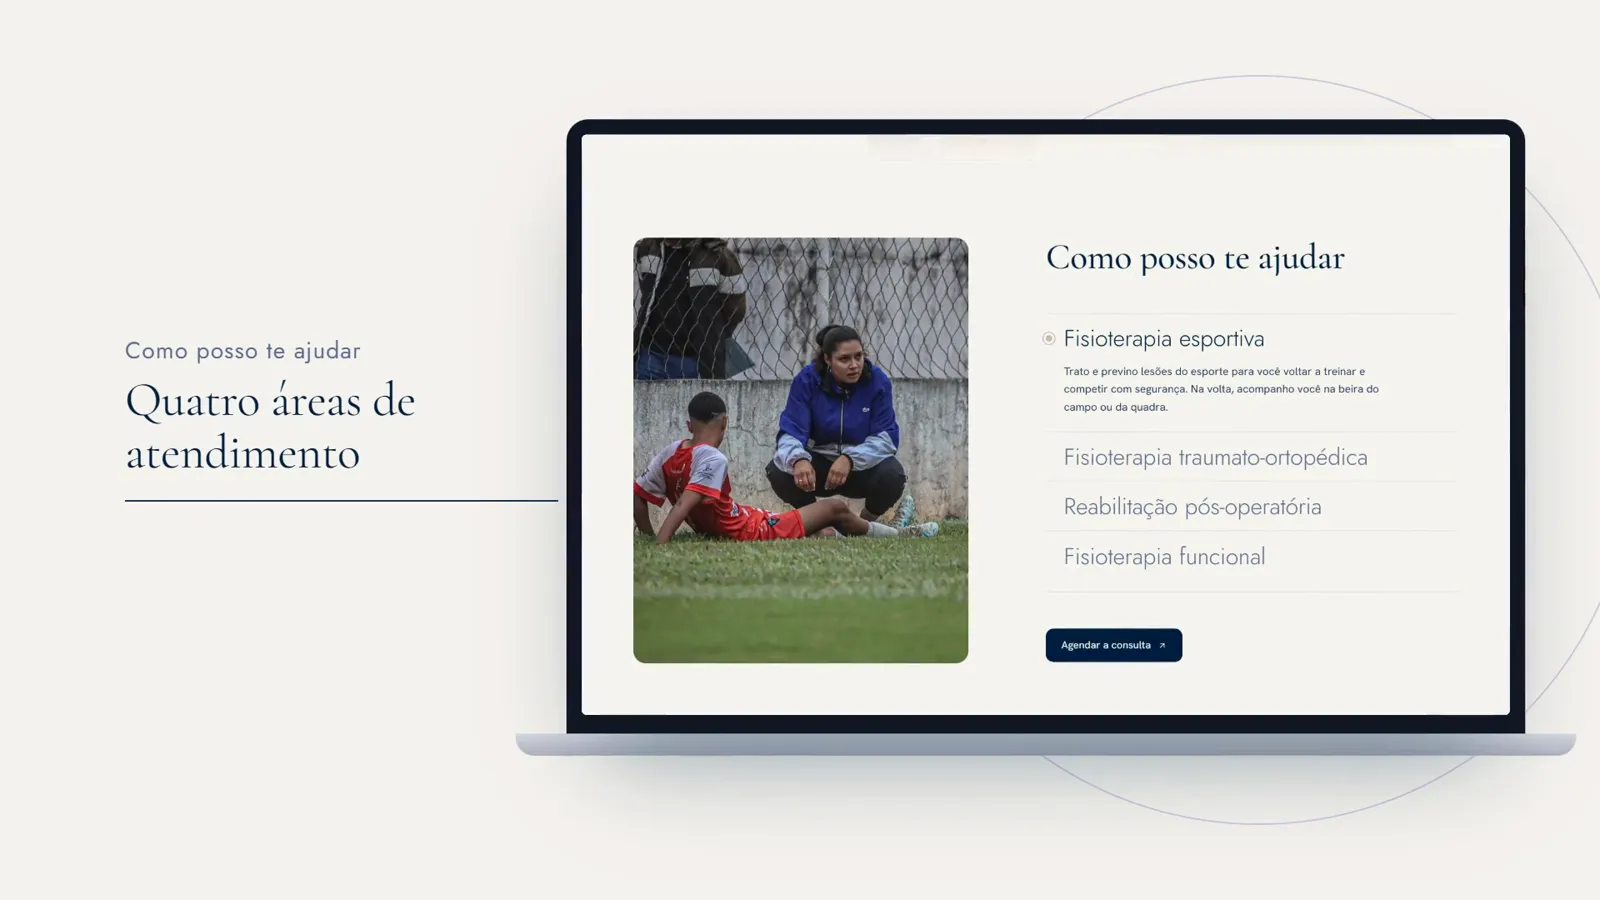 Como posso te ajudar
Quatro áreas de
atendimento
Como posso te ajudar
Fisioterapia esportiva
Trato e previno lesões do esporte para você voltar a treinar e
competir com segurança. Na volta, acompanho você na beira do
campo ou da quadra.
Fisioterapia traumato-ortopédica
Reabilitação pós-operatória
Fisioterapia funcional
Agendar a consulta